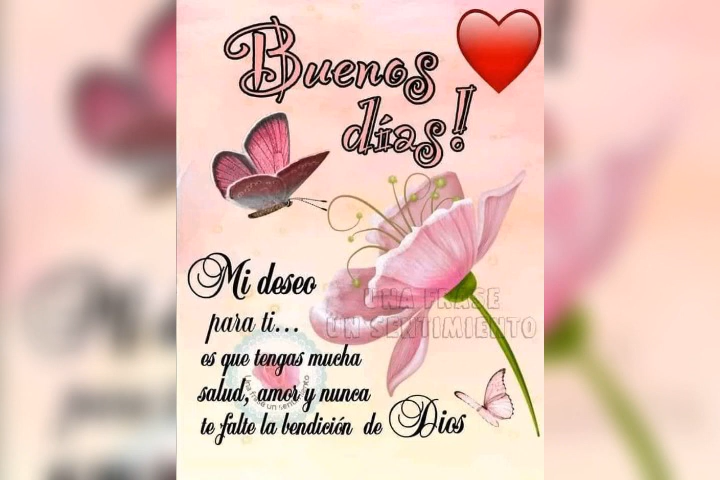 Buenos
días!
UNA FRASE
UN SENTIMIENTO
Mi deseo
para ti...
es que tengas mucha
salud, amor y nunca
te falte la bendición de Dios